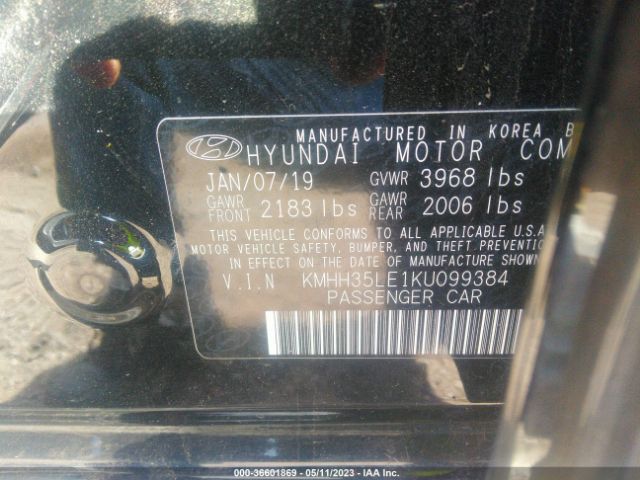 MANUFACTURED IN KOREA B
HYUNDAI MOTOR COM
JAN/07/19 GVWR 3968 lbs
GAWR FRONT 2183 lbs GAWR REAR 2006 lbs
THIS VEHICLE CONFORMS TO ALL APPLICABLE U.S.A
MOTOR VEHICLE SAFETY, BUMPER, AND THEFT PREVENTION
IN EFFECT ON THE DATE OF MANUFACTURE SHOWN
V.I.N KMHH35LE1KU099384
PASSENGER CAR
000-36601869 - 05/11/2023 - IAA Inc.